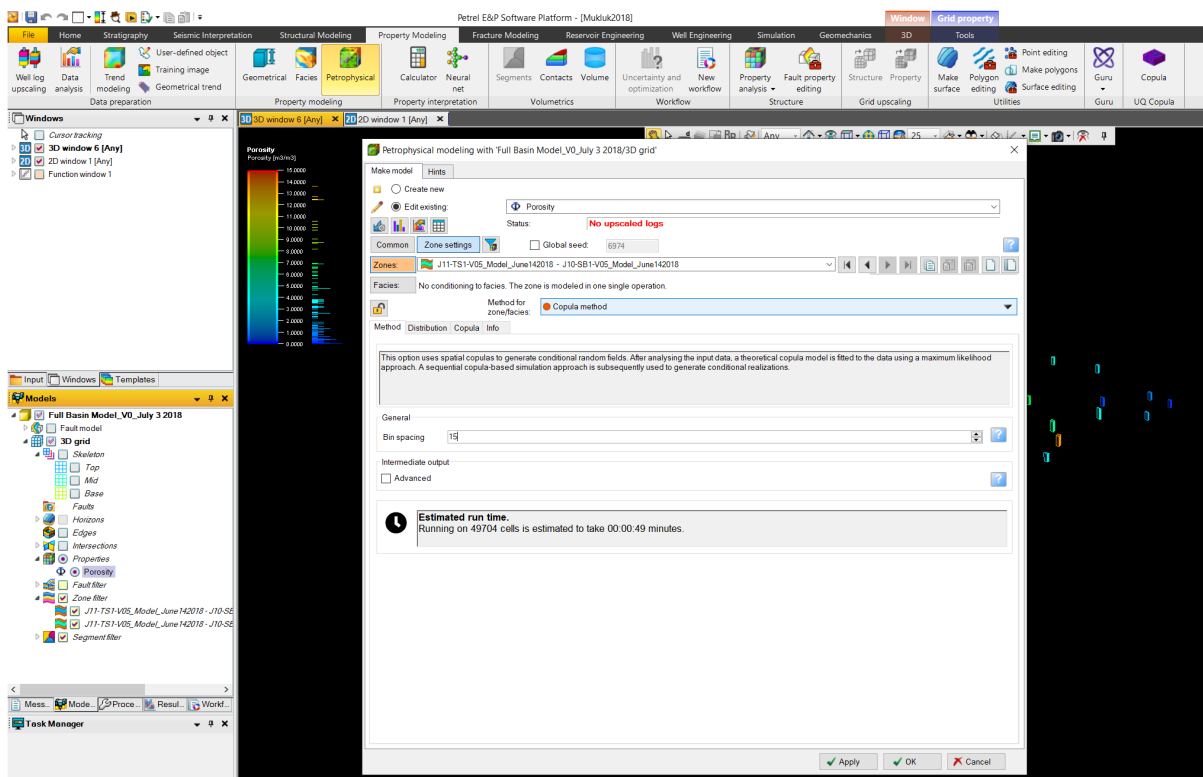 Petrel E&P Software Platform - [Mukluk2018]
Window
Grid property
File
Home
Stratigraphy
Seismic Interpretation
Structural Modeling
Property Modeling
Fracture Modeling
Reservoir Engineering
Well Engineering
Simulation
Geomechanics
3D
Tools
Well log upscaling
Data analysis
Trend modeling
User-defined object
Training image
Geometrical trend
Geometrical
Facies
Petrophysical
Calculator
Neural net
Segments
Contacts
Volume
Uncertainty and optimization
New workflow
Property analysis
Fault property editing
Structure
Property
Make surface
Polygon editing
Point editing
Make polygons
Surface editing
Guru
Copula
Data preparation
Property modeling
Property interpretation
Volumetrics
Workflow
Structure
Grid upscaling
Utilities
Guru
UQ Copula
Windows
3D 3D window 6 [Any]
2D 2D window 1 [Any]
Cursor tracking
3D 3D window 6 [Any]
2D 2D window 1 [Any]
Function window 1
Any
25
Porosity
Porosity [m3/m3]
15.0000
14.0000
13.0000
12.0000
11.0000
10.0000
9.0000
8.0000
7.0000
6.0000
5.0000
4.0000
3.0000
2.0000
1.0000
0.0000
Input
Windows
Templates
Models
Full Basin Model_V0_July 3 2018
Fault model
3D grid
Skeleton
Top
Mid
Base
Faults
Horizons
Edges
Intersections
Properties
Porosity
Fault filter
Zone filter
J11-TS1-V05_Model_June142018 - J10-SE
J11-TS1-V05_Model_June142018 - J10-SE
Segment filter
Mess...
Mode...
Proce...
Resul...
Workf...
Task Manager
Petrophysical modeling with 'Full Basin Model_V0_July 3 2018/3D grid'
Make model
Hints
Create new
Edit existing:
Porosity
Status:
No upscaled logs
Common
Zone settings
Global seed:
6974
Zones:
J11-TS1-V05_Model_June142018 - J10-SB1-V05_Model_June142018
Facies:
No conditioning to facies. The zone is modeled in one single operation.
Method for zone/facies:
Copula method
Method
Distribution
Copula
Info
This option uses spatial copulas to generate conditional random fields. After analysing the input data, a theoretical copula model is fitted to the data using a maximum likelihood
approach. A sequential copula-based simulation approach is subsequently used to generate conditional realizations.
General
Bin spacing
15
Intermediate output
Advanced
Estimated run time.
Running on 49704 cells is estimated to take 00:00:49 minutes.
Apply
OK
Cancel